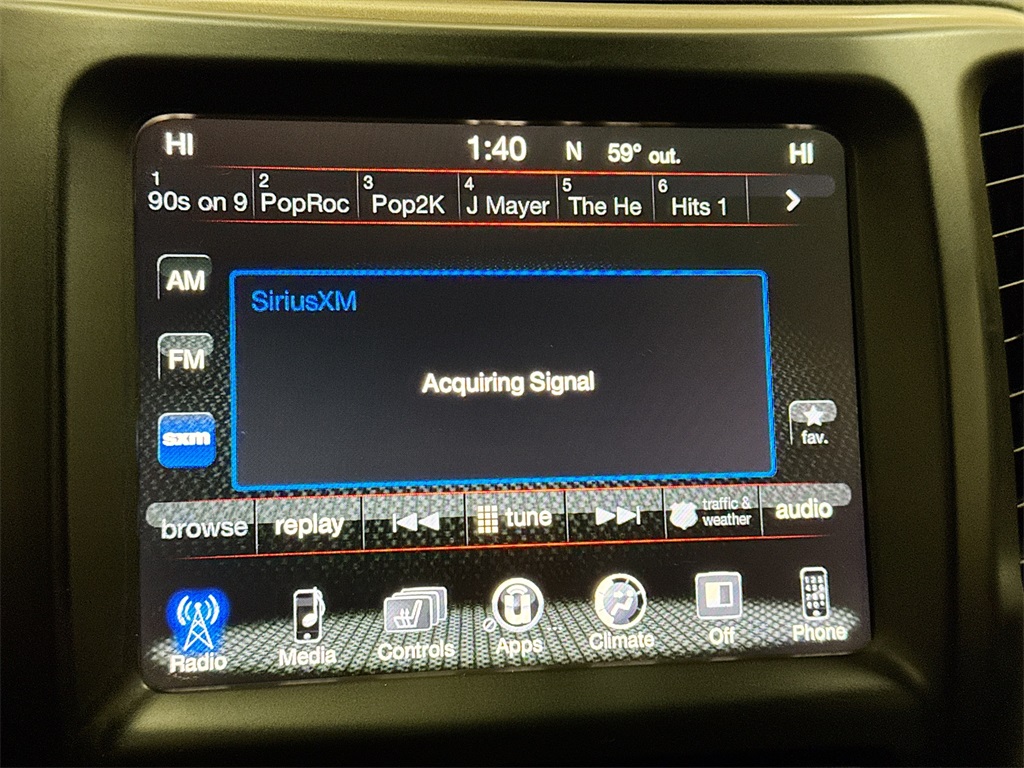 HI 1:40 N 59° out. HI
1 2 3 4 5 6
90s on 9 PopRoc Pop2K J Mayer The He Hits 1
AM
SiriusXM
FM
Acquiring Signal
sxm
fav.
browse replay tune traffic & weather audio
Radio Media Controls Apps Climate Off Phone